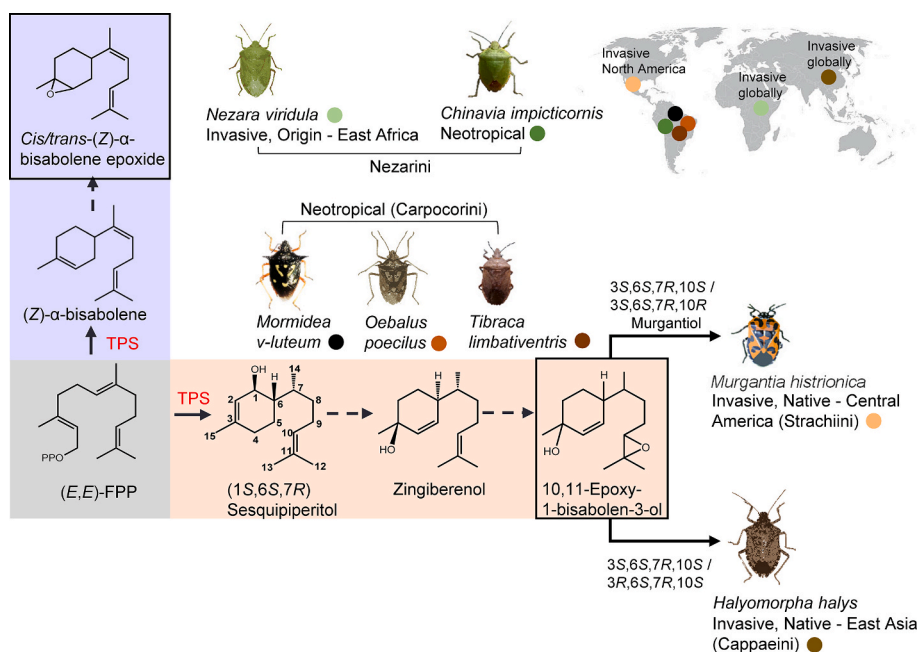 Cis/trans-(Z)-α-
bisabolene epoxide
O
(Z)-α-bisabolene
TPS
PPO
(E,E)-FPP
Nezara viridula
Invasive, Origin - East Africa
Chinavia impicticornis
Neotropical
Nezarini
Invasive
North America
Invasive
globally
Invasive
globally
Neotropical (Carpocorini)
Mormidea
v-luteum
Oebalus
poecilus
Tibraca
limbativentris
TPS
OH
H
1
2
3
4
5
6
7
8
9
10
11
12
13
14
15
(1S,6S,7R)
Sesquipiperitol
H
HO
Zingiberenol
H
HO
O
10,11-Epoxy-
1-bisabolen-3-ol
3S,6S,7R,10S /
3S,6S,7R,10R
Murgantiol
Murgantia histrionica
Invasive, Native - Central
America (Strachiini)
3S,6S,7R,10S /
3R,6S,7R,10S
Halyomorpha halys
Invasive, Native - East Asia
(Cappaeini)